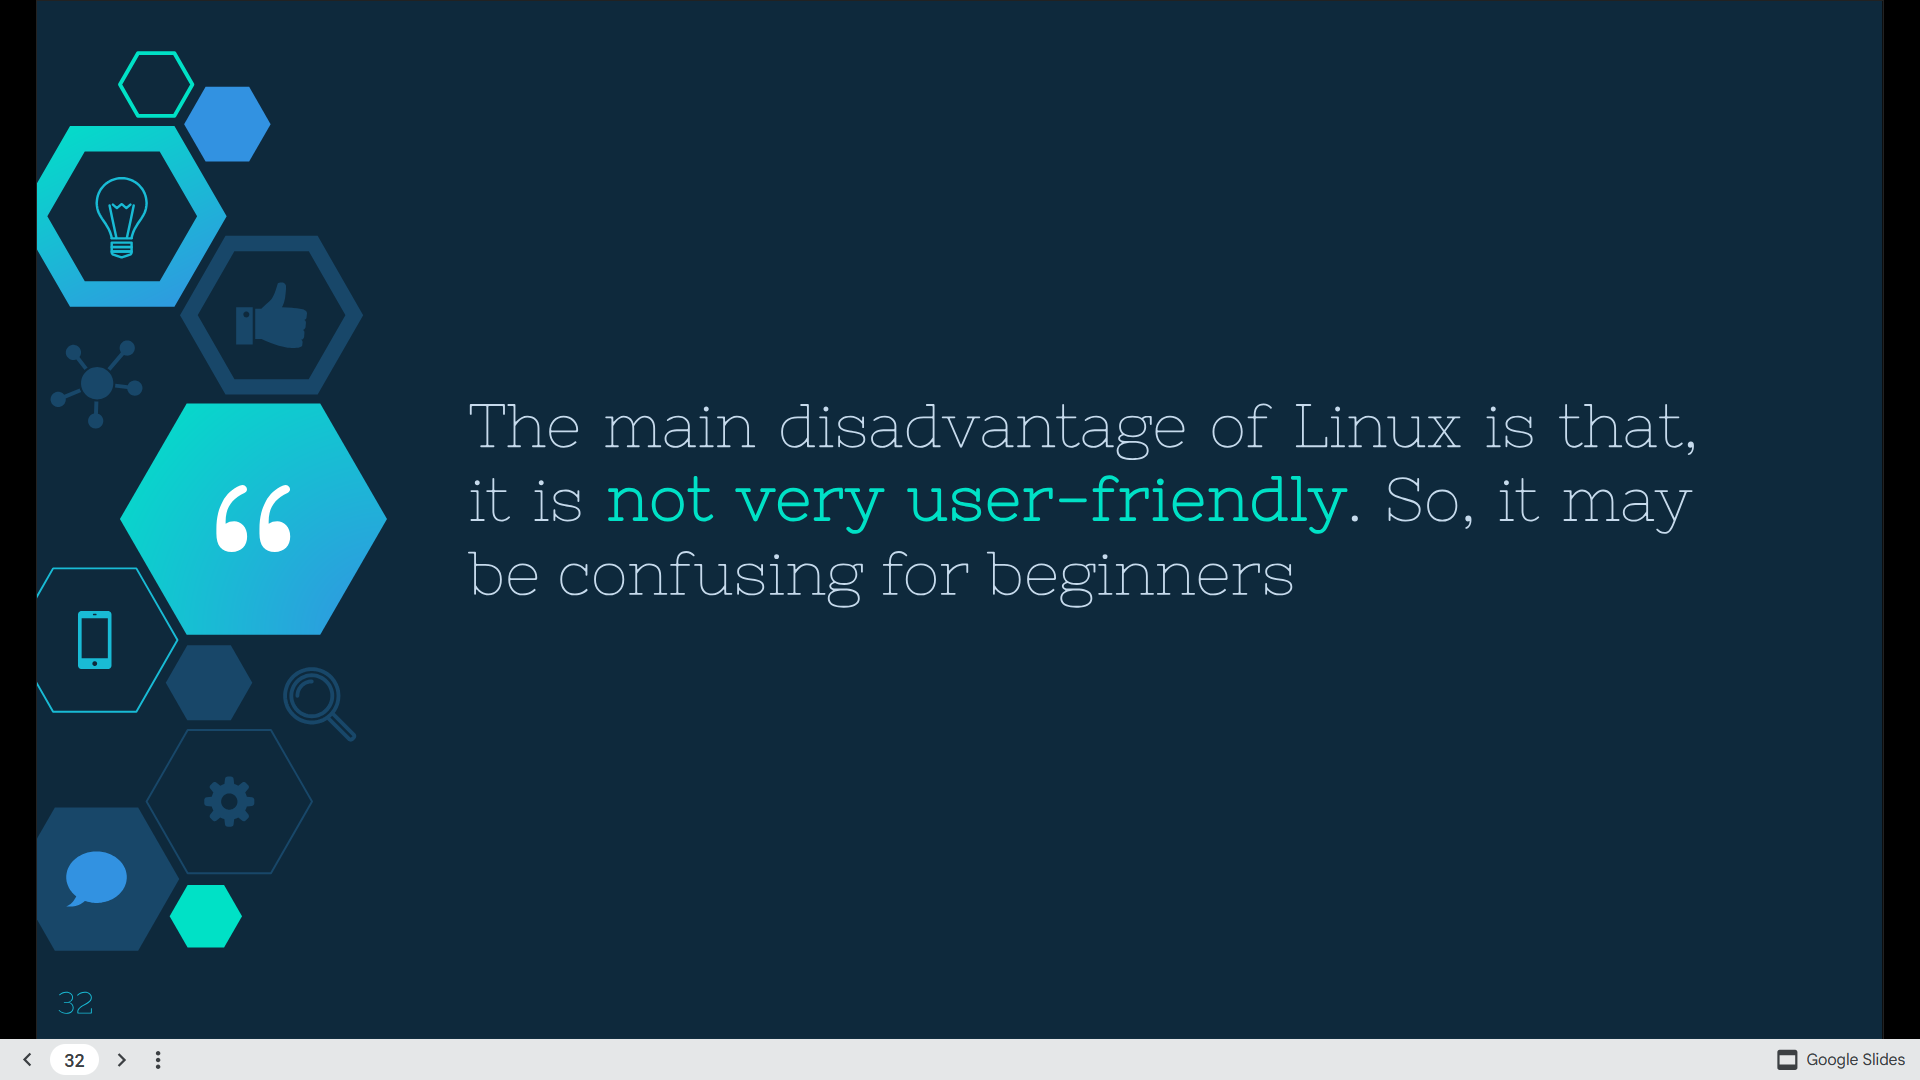 “
The main disadvantage of Linux is that,
it is not very user-friendly. So, it may
be confusing for beginners
32
32
Google Slides